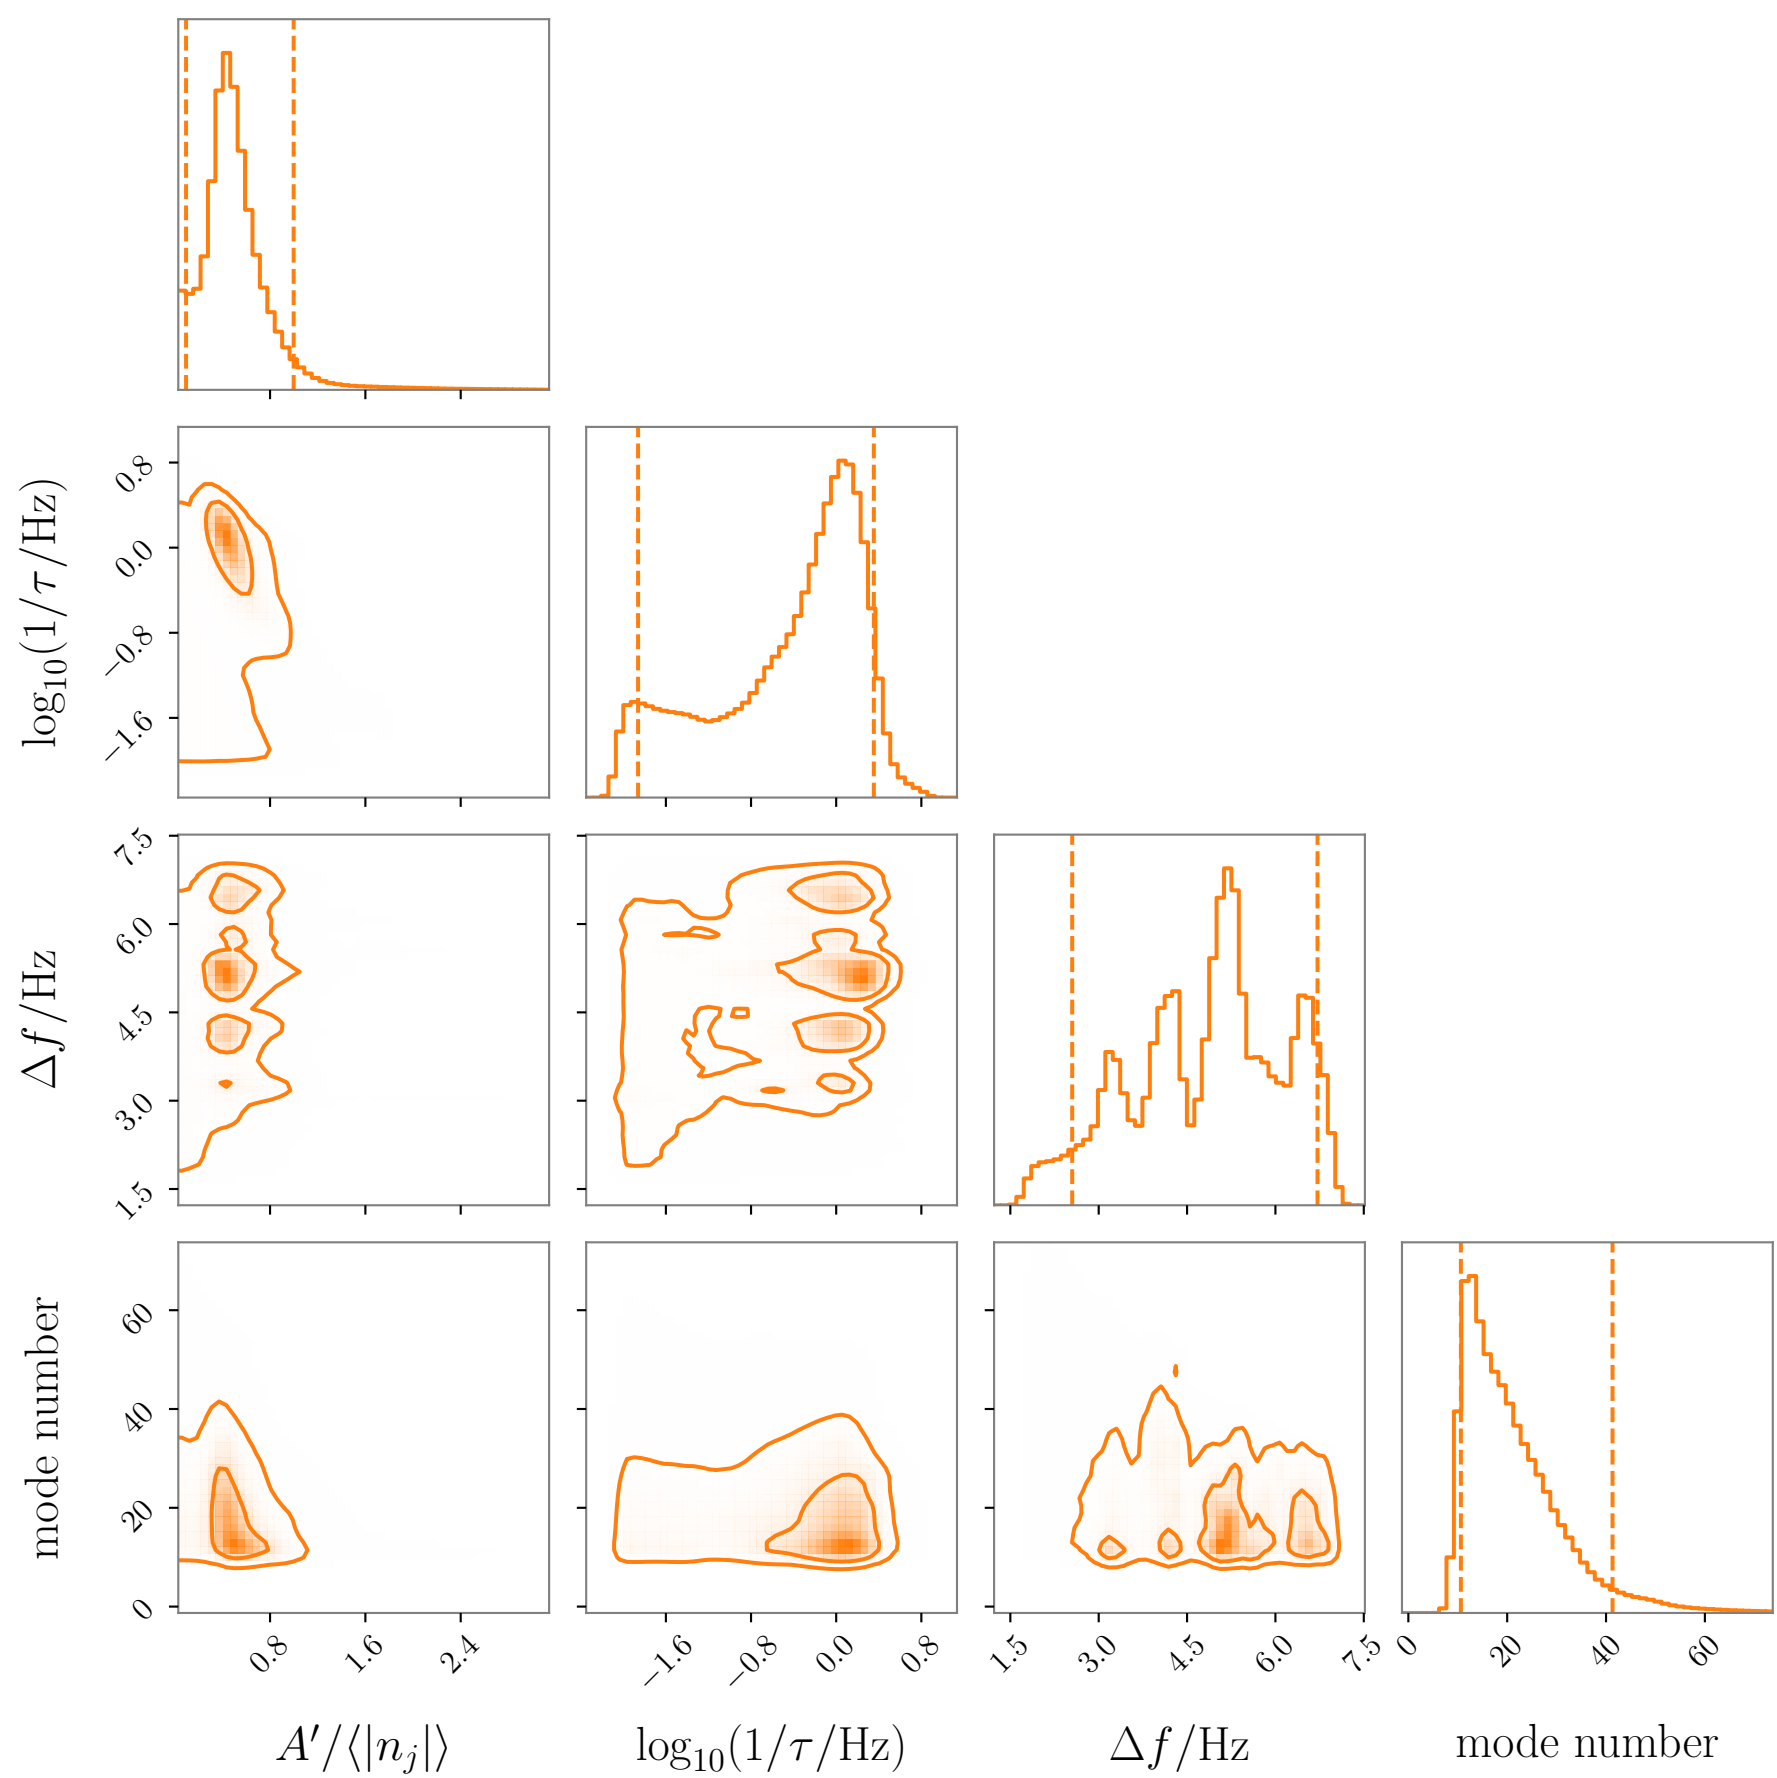 log₁₀(1/τ/Hz)
0.8
0.0
−0.8
−1.6
Δf/Hz
7.5
6.0
4.5
3.0
1.5
mode number
60
40
20
0
0.8 1.6 2.4
−1.6 −0.8 0.0 0.8
1.5 3.0 4.5 6.0 7.5
0 20 40 60
A′/⟨|nⱼ|⟩
log₁₀(1/τ/Hz)
Δf/Hz
mode number